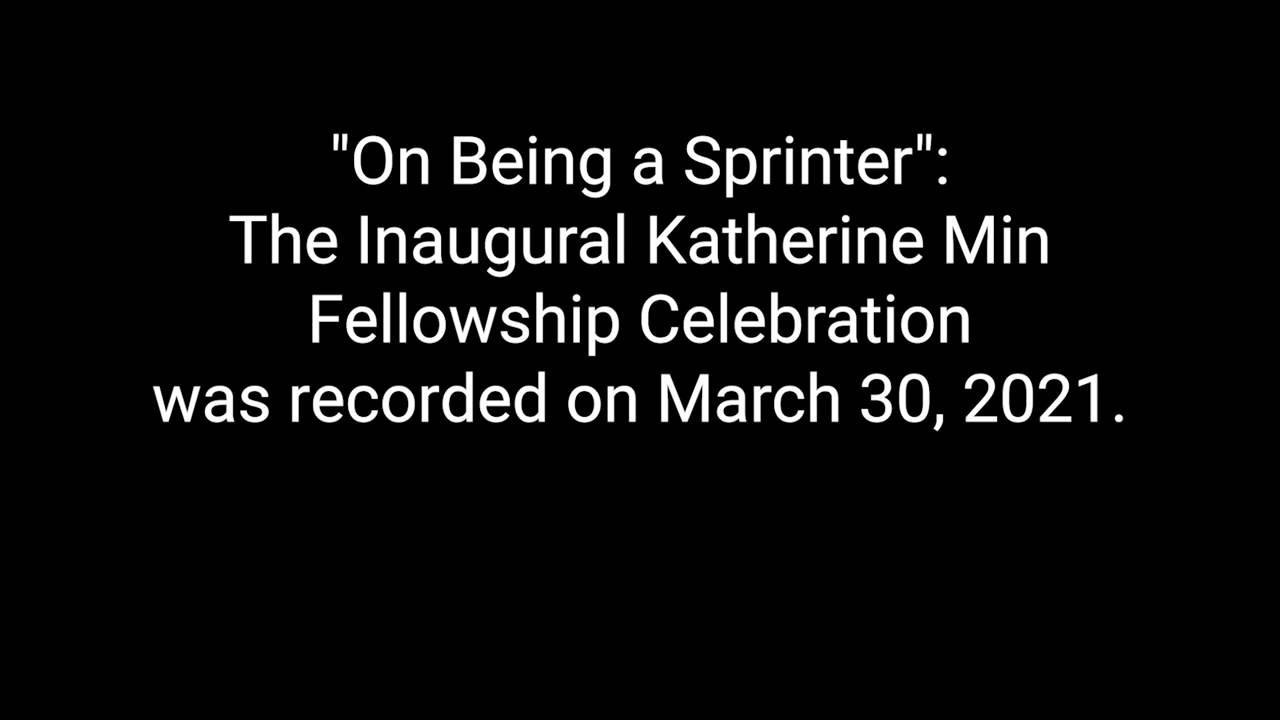 "On Being a Sprinter":
The Inaugural Katherine Min
Fellowship Celebration
was recorded on March 30, 2021.